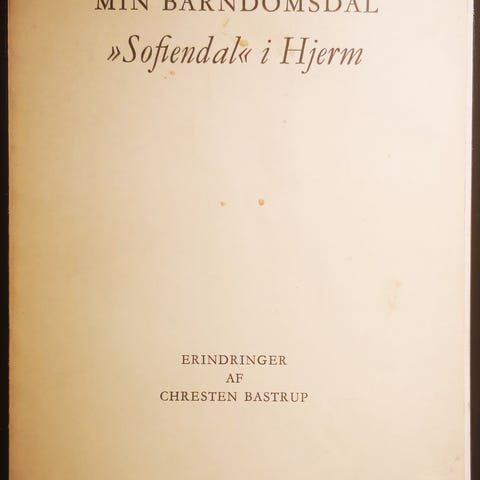 MIN BARNDOMSDAL
»Sofiendal« i Hjerm
ERINDRINGER
AF
CHRESTEN BASTRUP